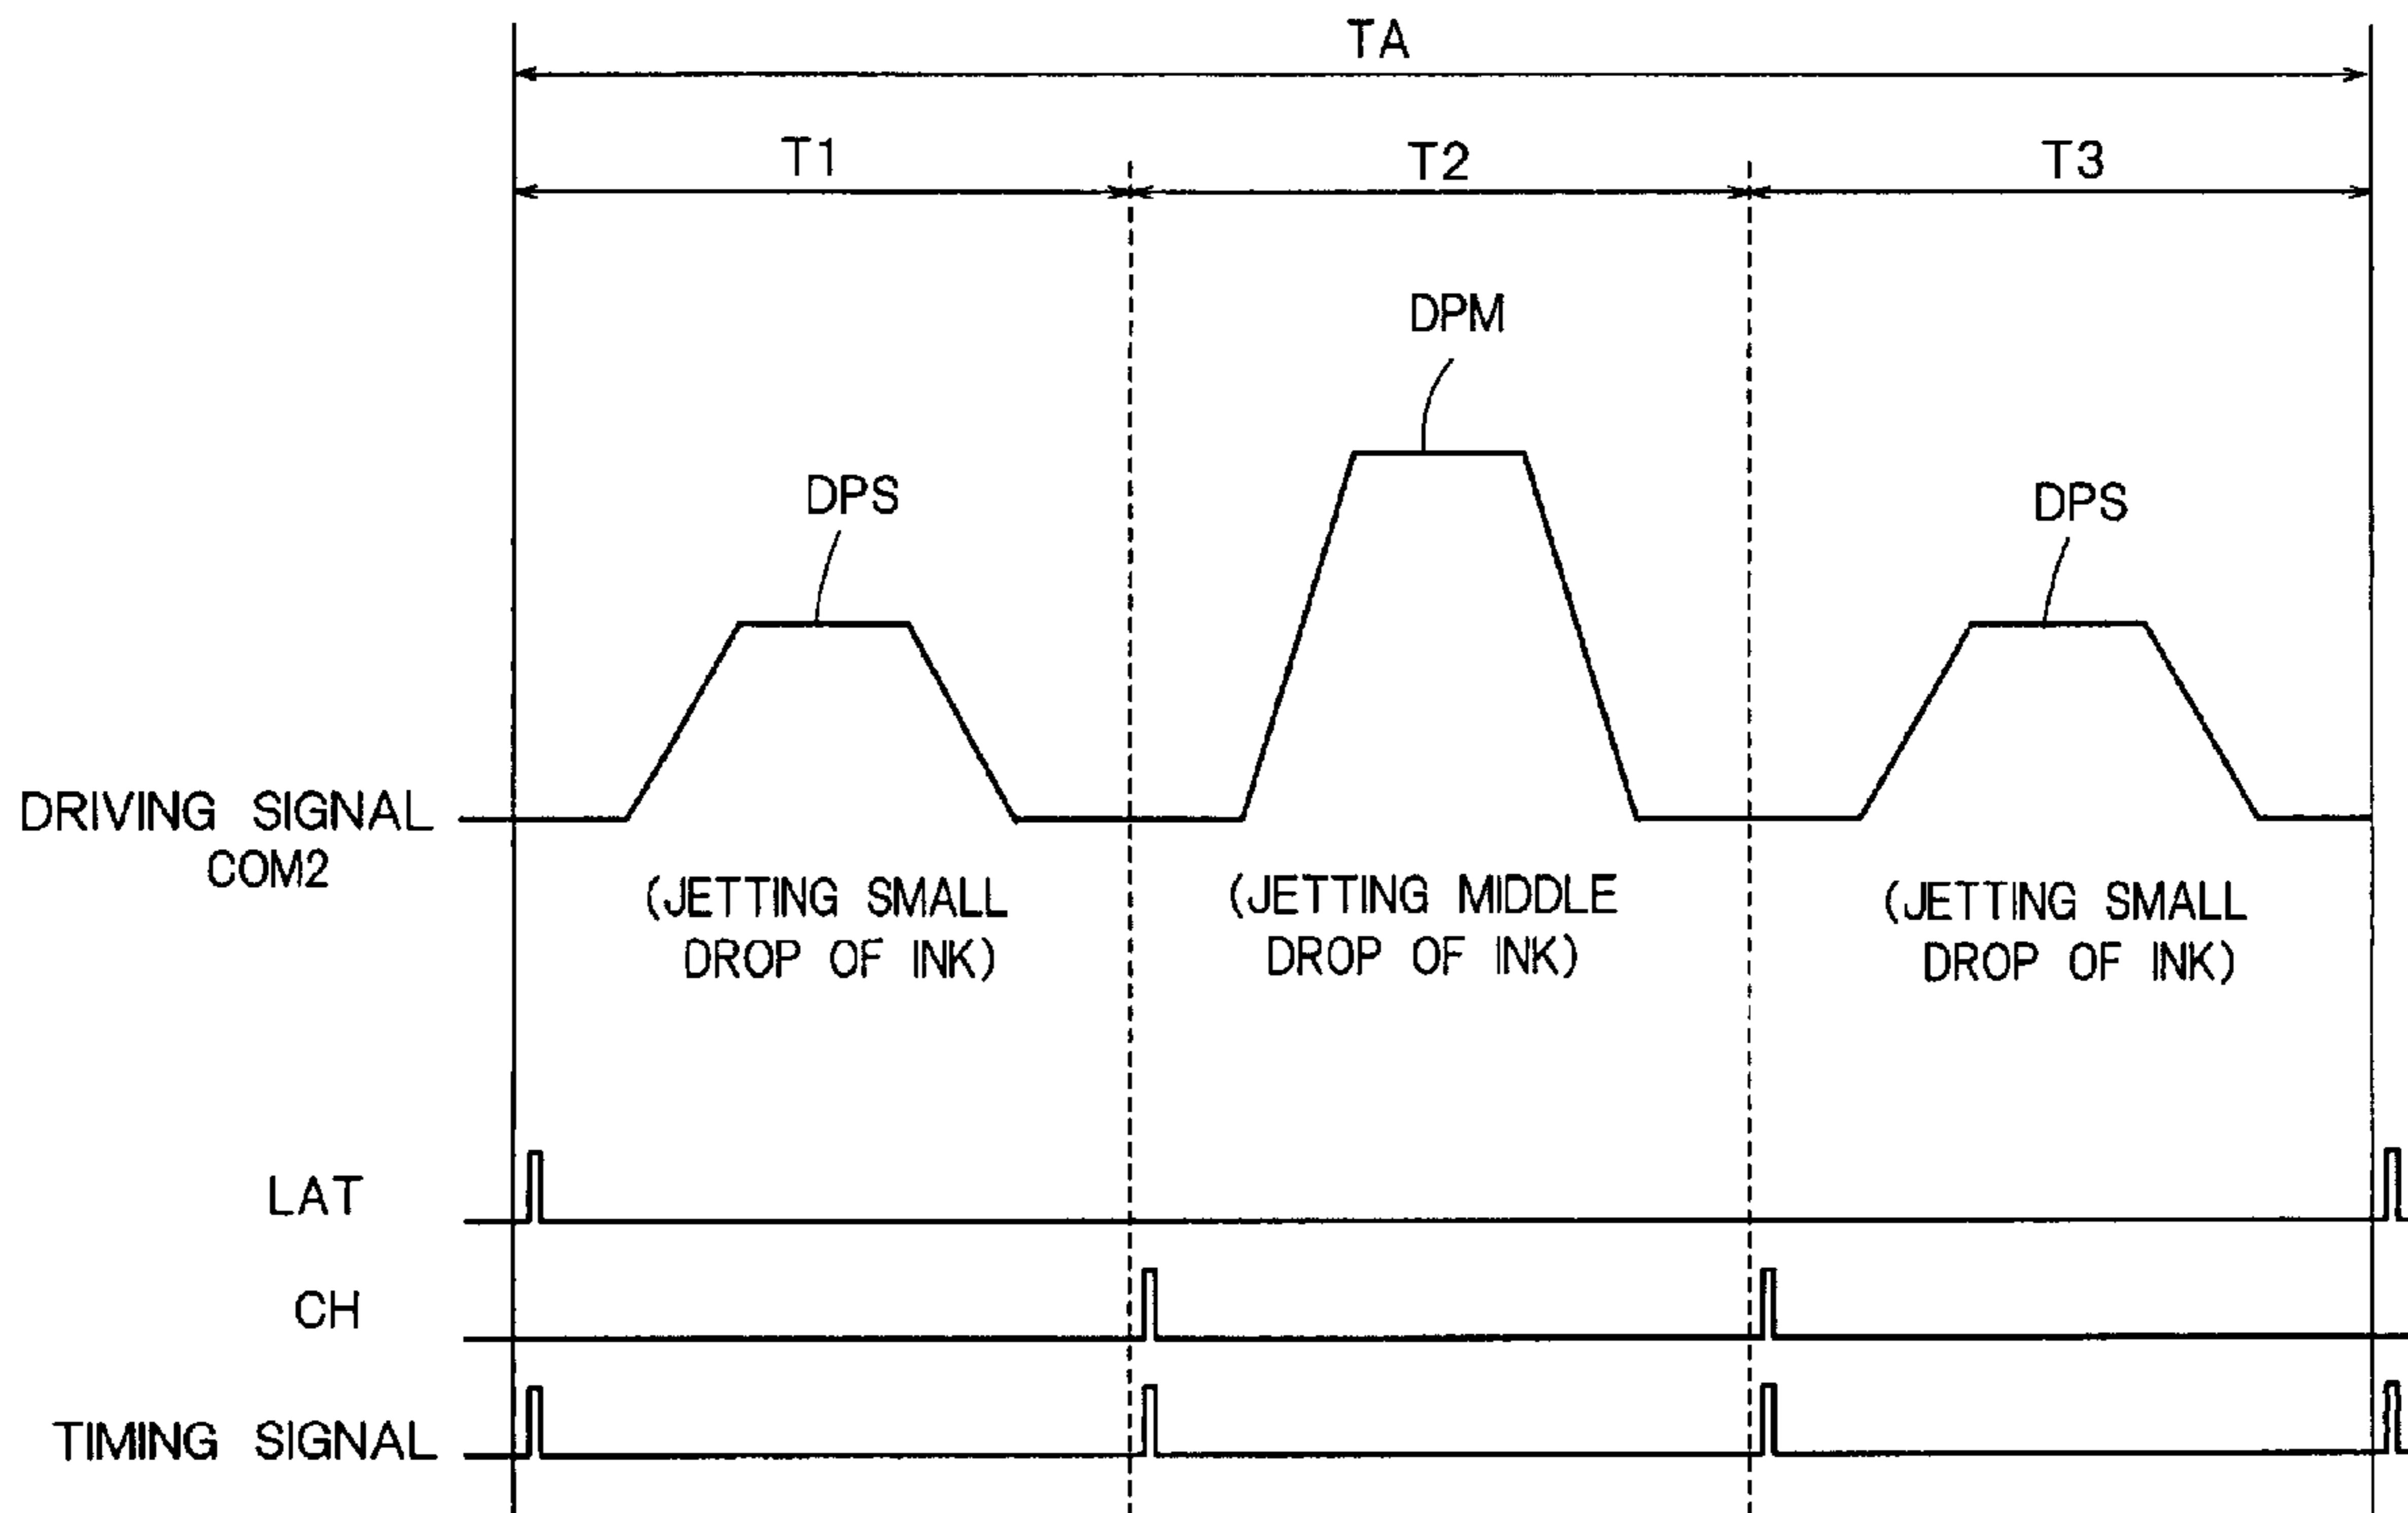 TA
T1
T2
T3
DPM
DPS
DPS
DRIVING SIGNAL
COM2
(JETTING SMALL
DROP OF INK)
(JETTING MIDDLE
DROP OF INK)
(JETTING SMALL
DROP OF INK)
LAT
CH
TIMING SIGNAL